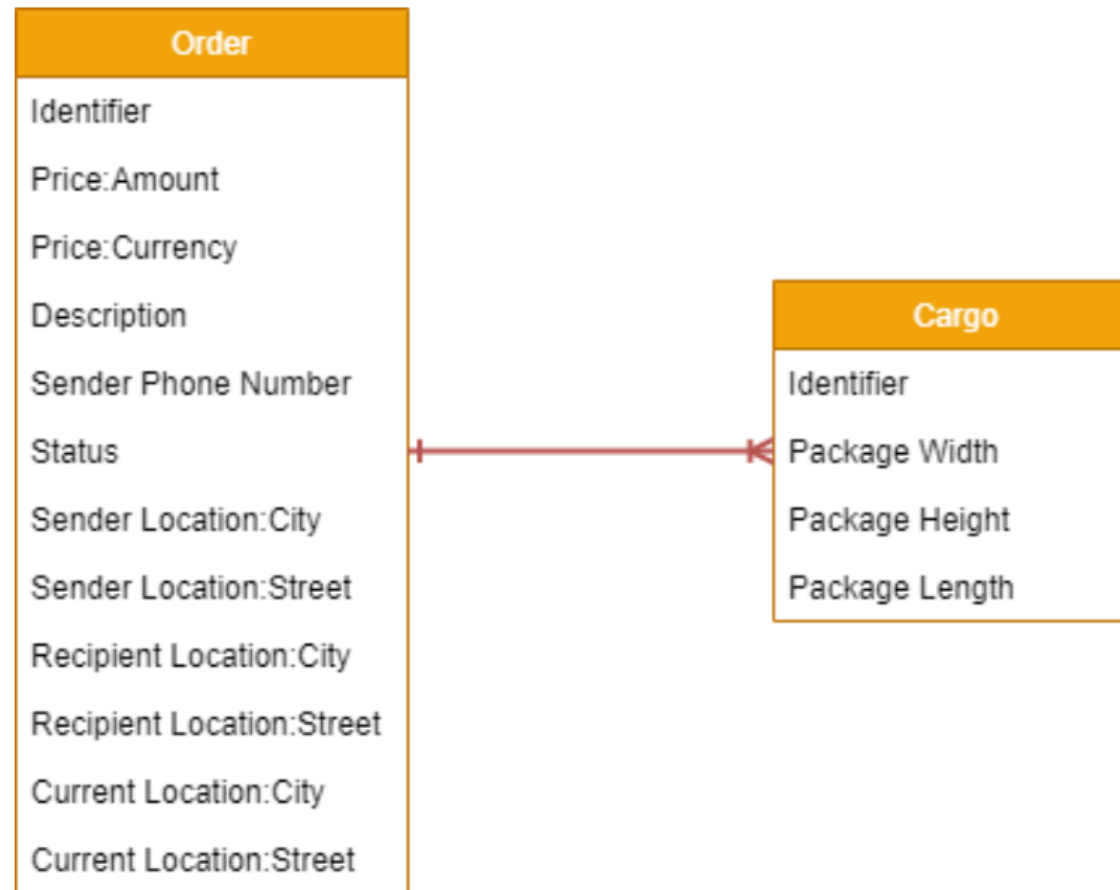 Order
Identifier
Price:Amount
Price:Currency
Description
Sender Phone Number
Status
Sender Location:City
Sender Location:Street
Recipient Location:City
Recipient Location:Street
Current Location:City
Current Location:Street
Cargo
Identifier
Package Width
Package Height
Package Length